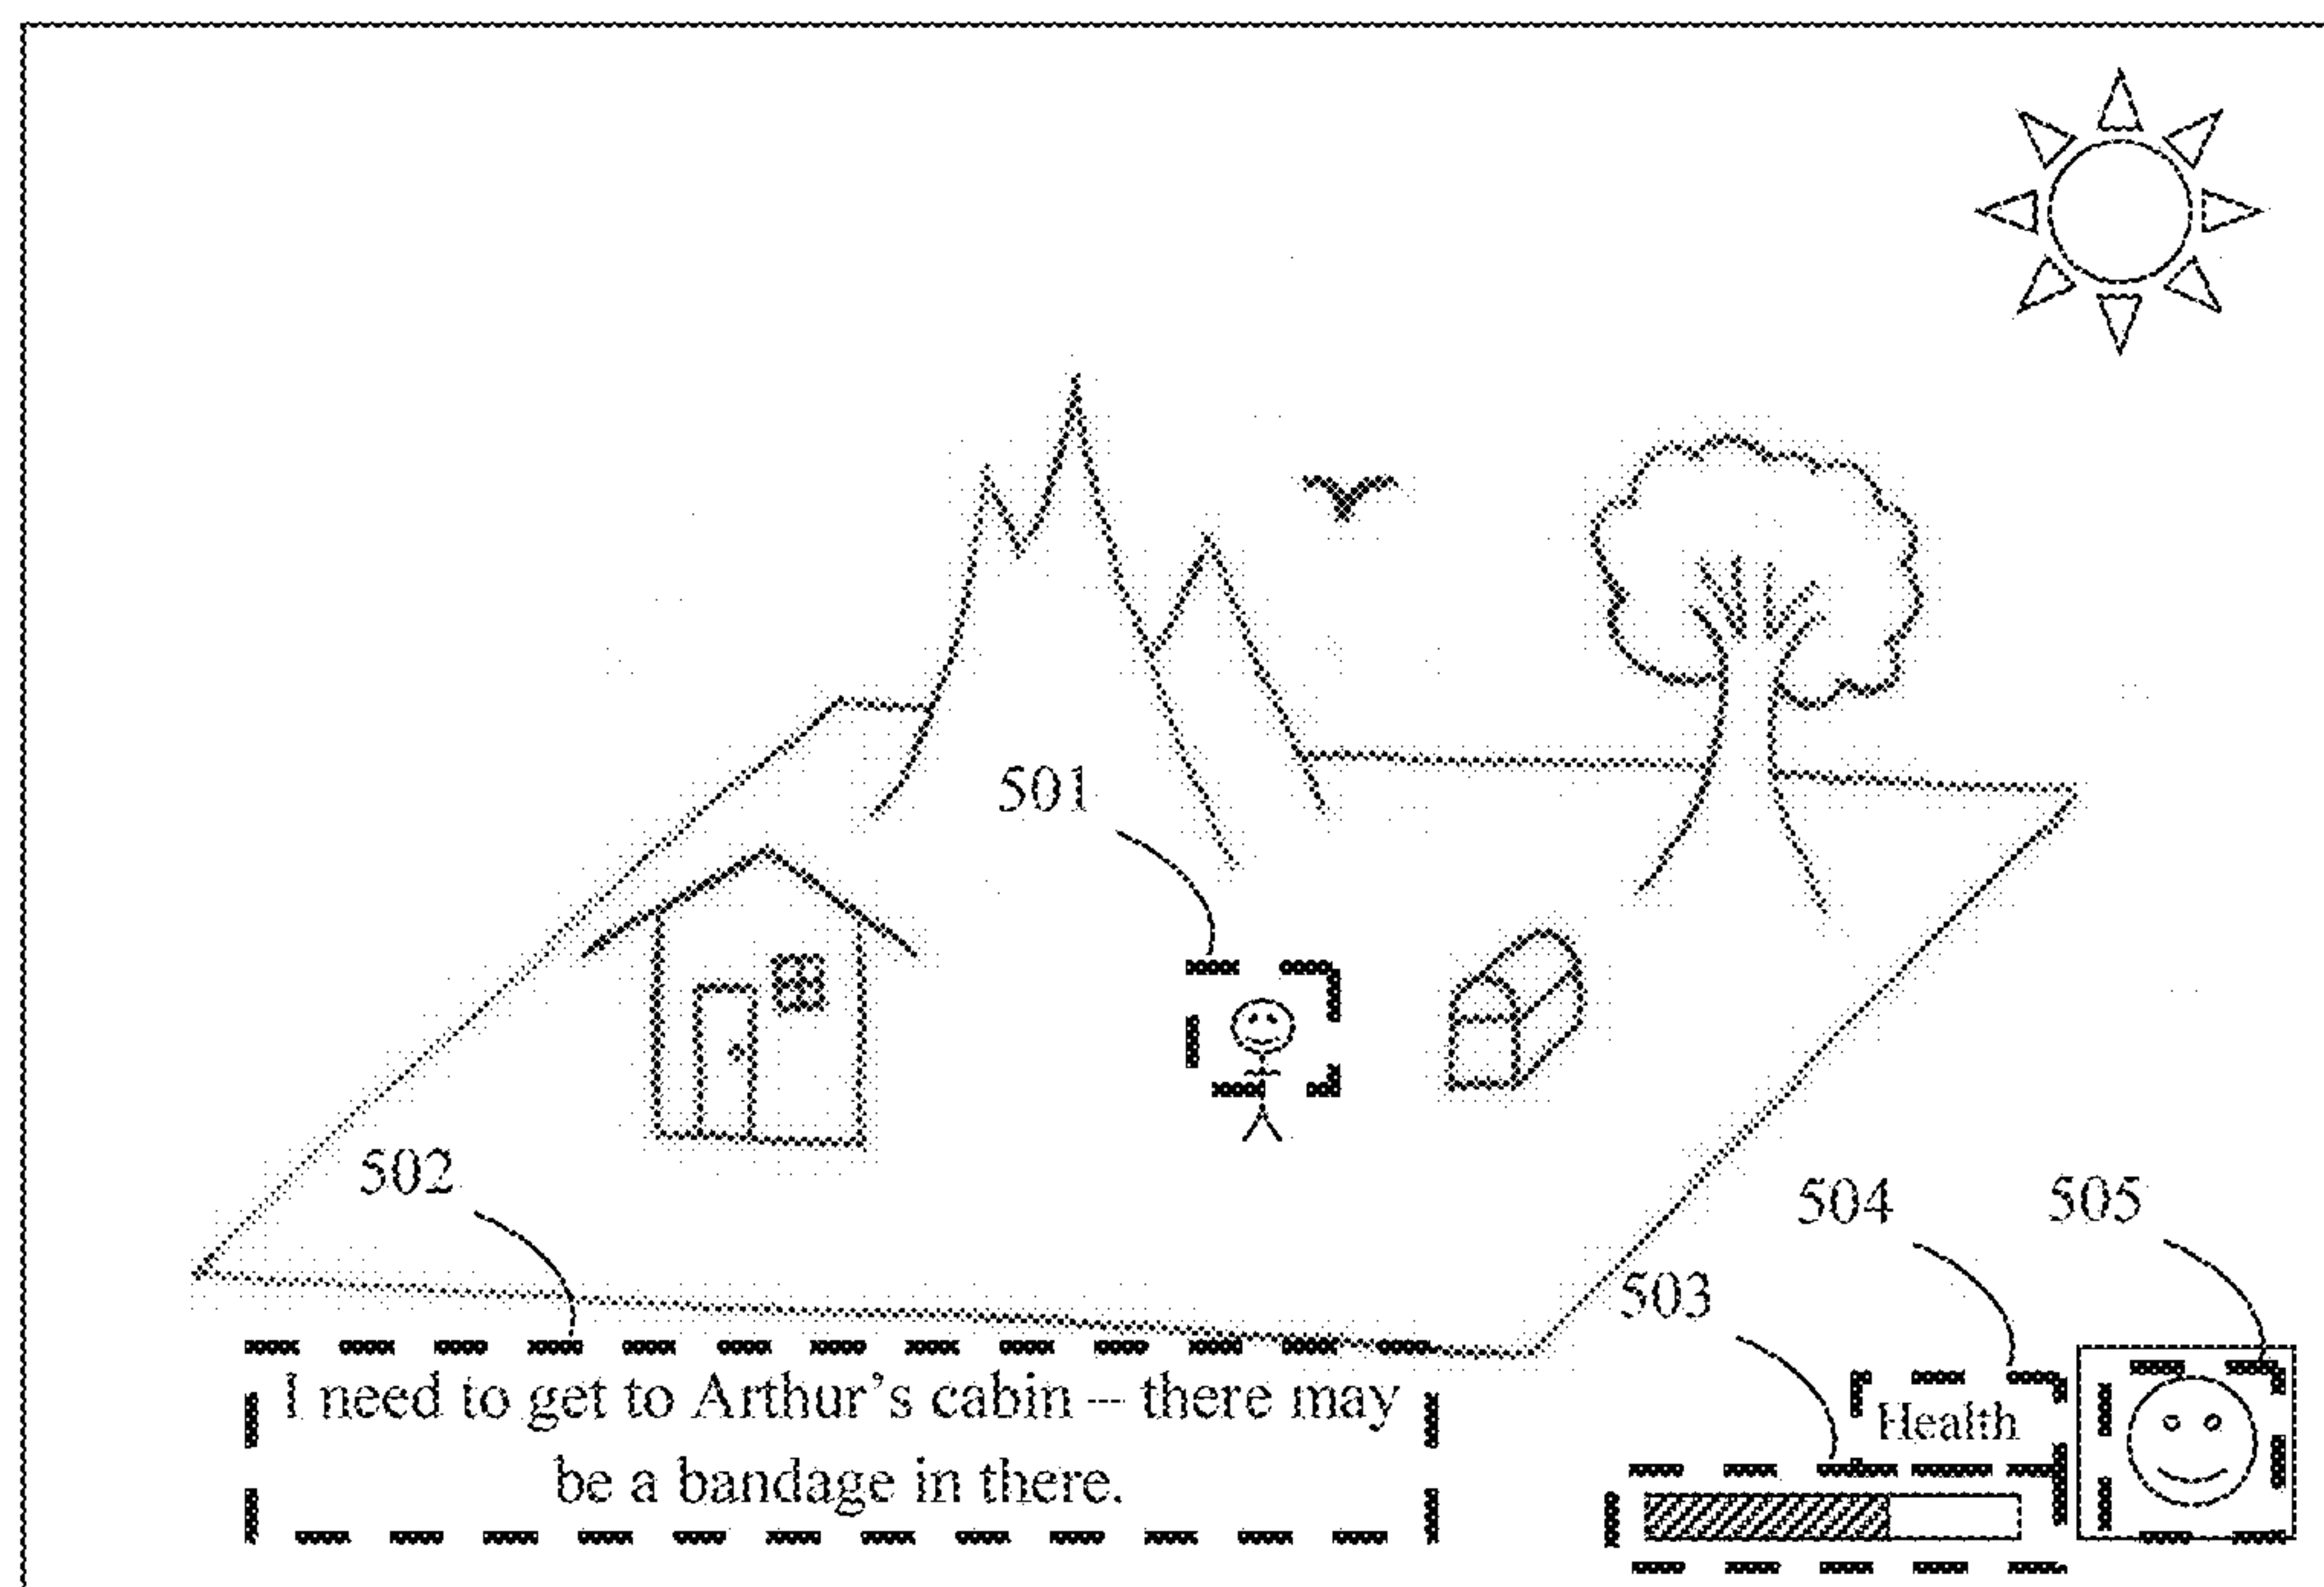 501
502
504
505
503
I need to get to Arthur’s cabin -- there may
be a bandage in there.
Health